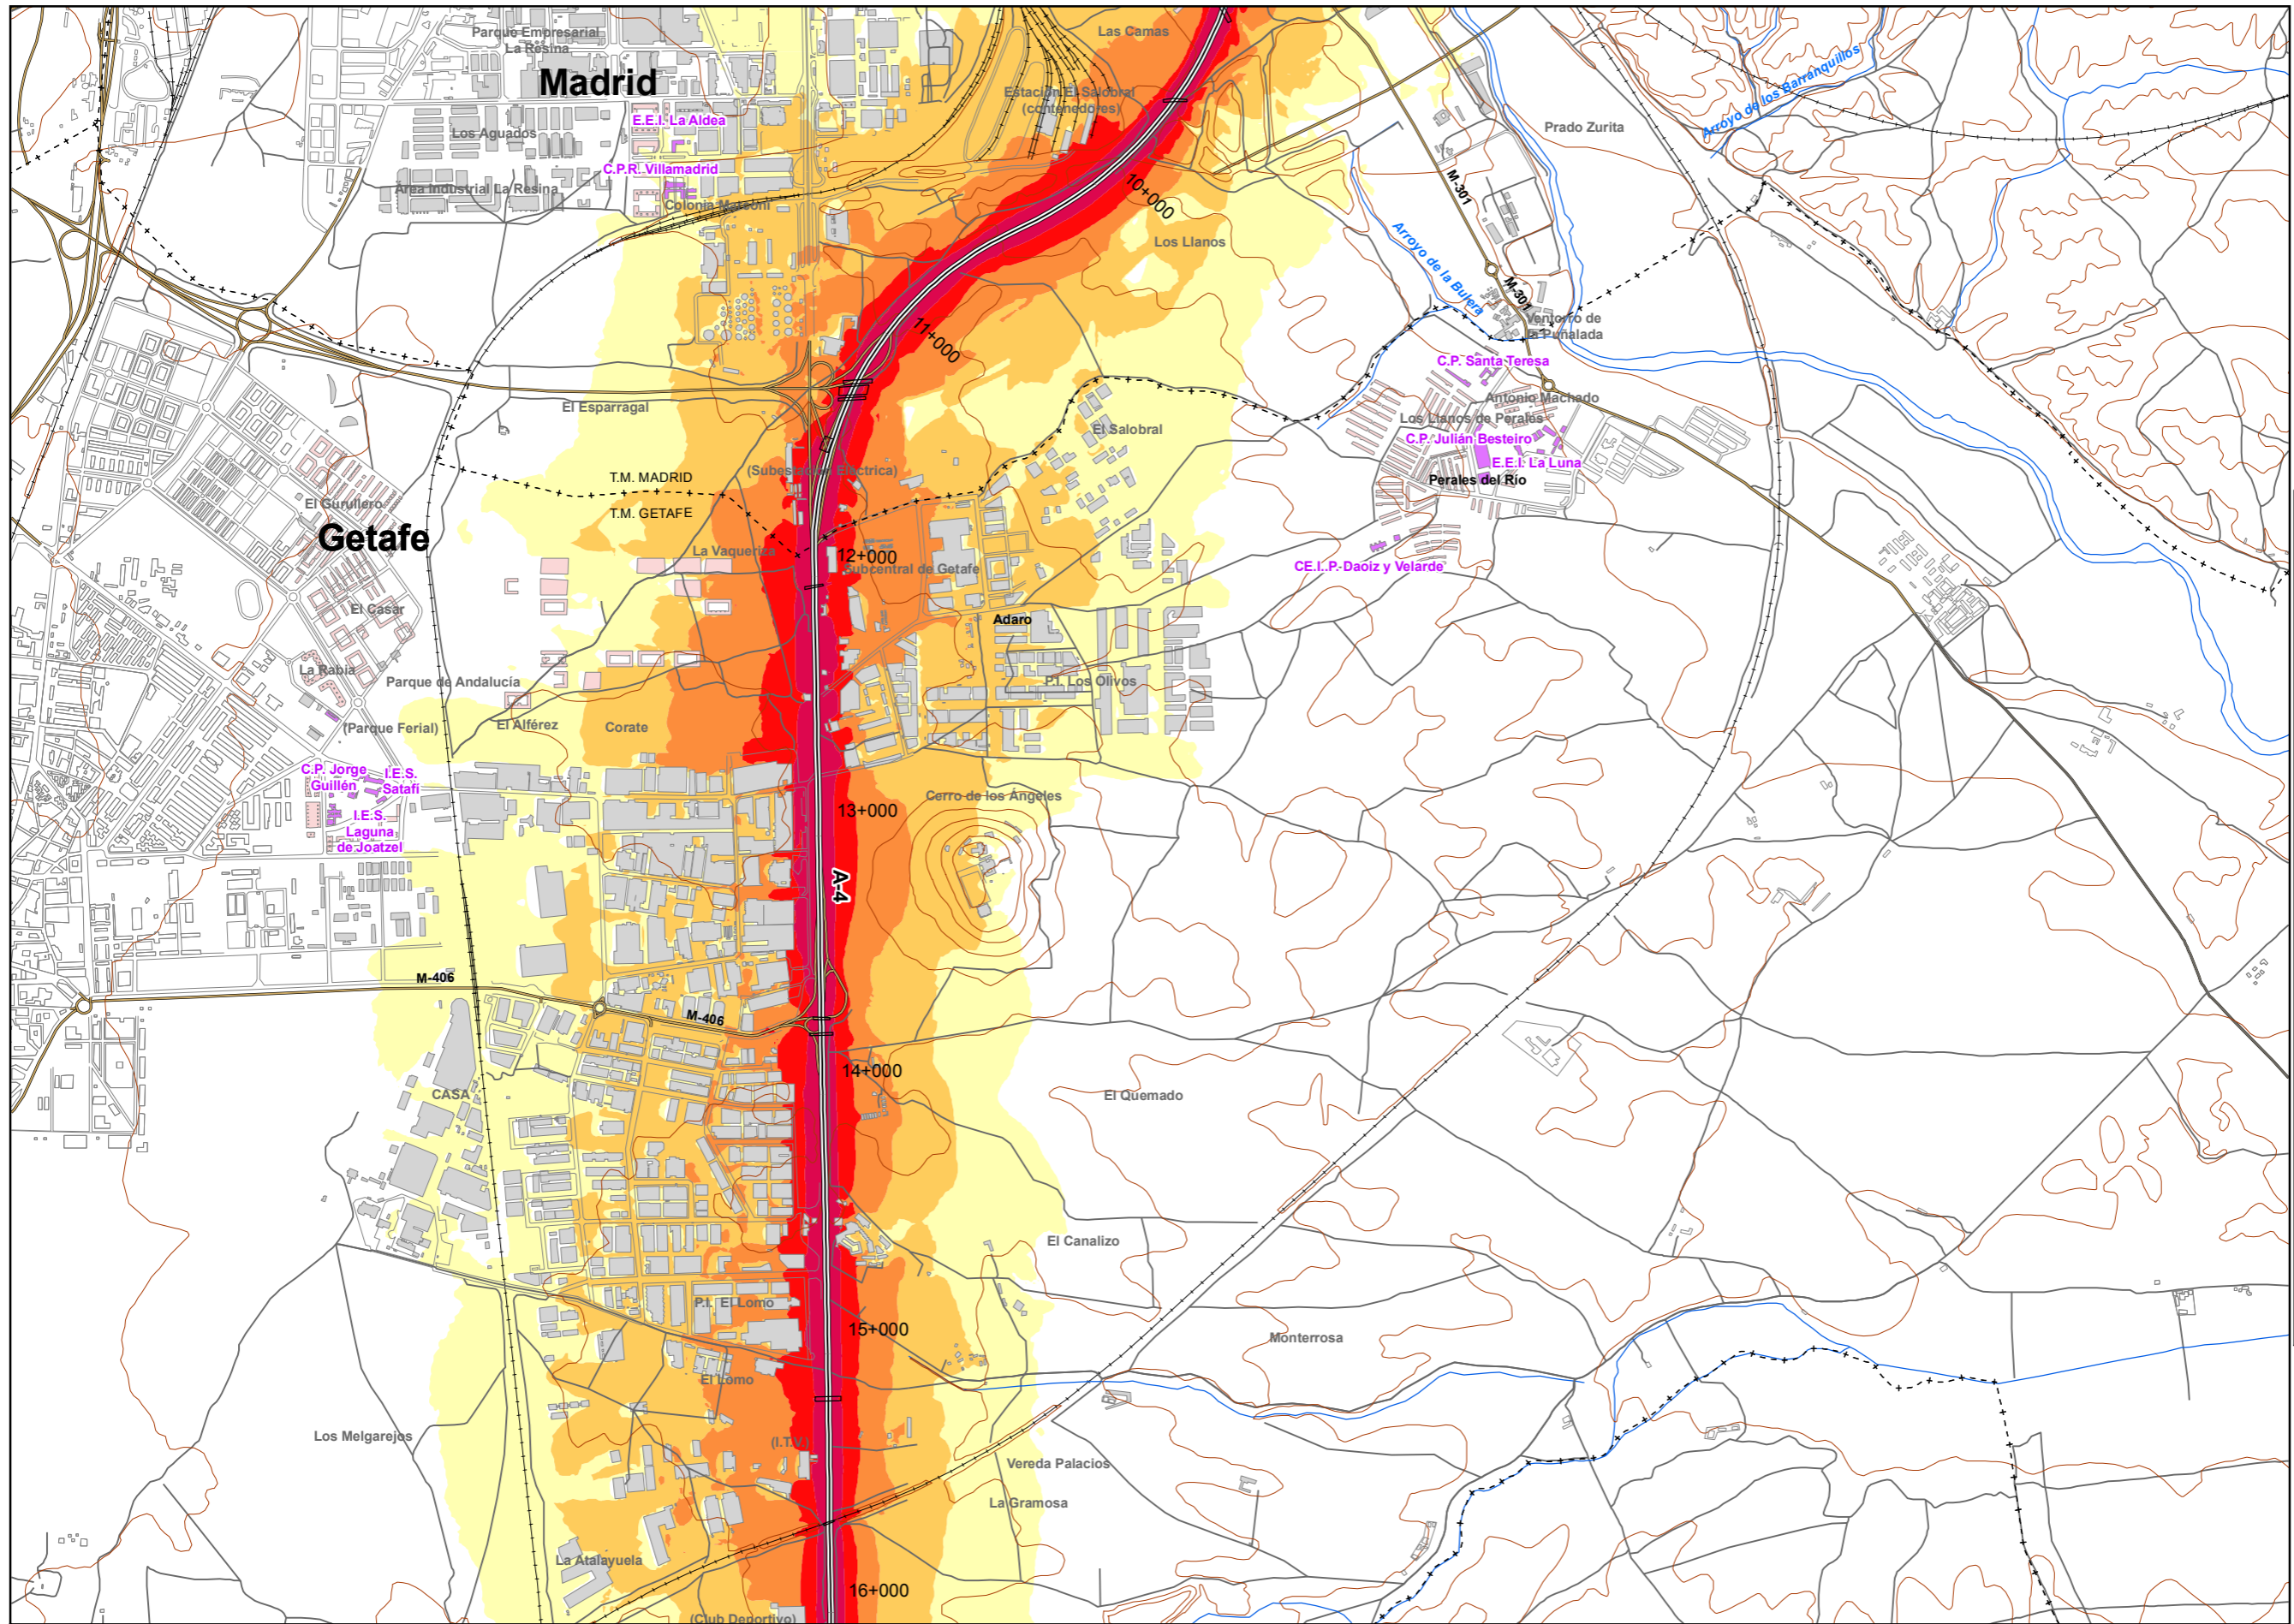 Parque Empresarial
La Resina
Madrid
Las Camas
Estación El Salobral
(contenedores)
Arroyo de los Barranquillos
Prado Zurita
E.E.I. La Aldea
Los Aguados
C.P.R. Villamadrid
Área Industrial La Resina
Colonia Marconi
10+000
M-301
Los Llanos
Arroyo de la Bulera
M-301
Ventorro de
la Puñalada
11+000
C.P. Santa Teresa
Antonio Machado
Los Llanos de Perales
El Esparragal
El Salobral
C.P. Julián Besteiro
E.E.I. La Luna
Perales del Río
(Subestación Eléctrica)
T.M. MADRID
T.M. GETAFE
El Gurullero
Getafe
La Vaqueriza
12+000
Subcentral de Getafe
CE.I..P. Daoiz y Velarde
El Casar
Adaro
La Rabia
Parque de Andalucía
P.I. Los Olivos
(Parque Ferial)
El Alférez
Corate
C.P. Jorge
Guillén
I.E.S.
Satafi
I.E.S.
Laguna
de Joatzel
Cerro de los Ángeles
13+000
A-4
M-406
M-406
14+000
CASA
El Quemado
El Canalizo
P.I. El Lomo
15+000
Monterrosa
El Lomo
Los Melgarejos
(I.T.V.)
Vereda Palacios
La Gramosa
La Atalayuela
16+000
(Club Deportivo)